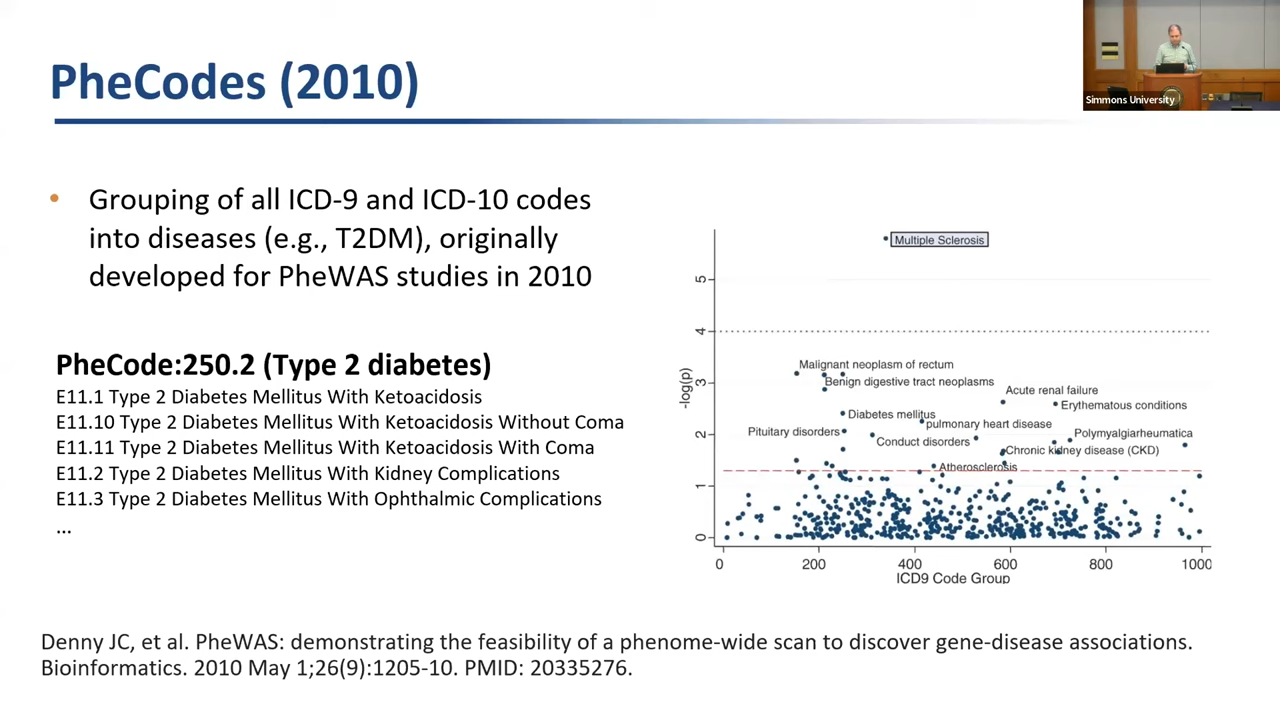 PheCodes (2010)
Simmons University
• Grouping of all ICD-9 and ICD-10 codes
into diseases (e.g., T2DM), originally
developed for PheWAS studies in 2010
PheCode:250.2 (Type 2 diabetes)
E11.1 Type 2 Diabetes Mellitus With Ketoacidosis
E11.10 Type 2 Diabetes Mellitus With Ketoacidosis Without Coma
E11.11 Type 2 Diabetes Mellitus With Ketoacidosis With Coma
E11.2 Type 2 Diabetes Mellitus With Kidney Complications
E11.3 Type 2 Diabetes Mellitus With Ophthalmic Complications
...
Multiple Sclerosis
5
4
Malignant neoplasm of rectum
3
Benign digestive tract neoplasms
Acute renal failure
-log(p)
Erythematous conditions
Diabetes mellitus
pulmonary heart disease
Pituitary disorders
2
Polymyalgiarheumatica
Conduct disorders
Chronic kidney disease (CKD)
Atherosclerosis
1
0
0 200 400 600 800 1000
ICD9 Code Group
Denny JC, et al. PheWAS: demonstrating the feasibility of a phenome-wide scan to discover gene-disease associations.
Bioinformatics. 2010 May 1;26(9):1205-10. PMID: 20335276.